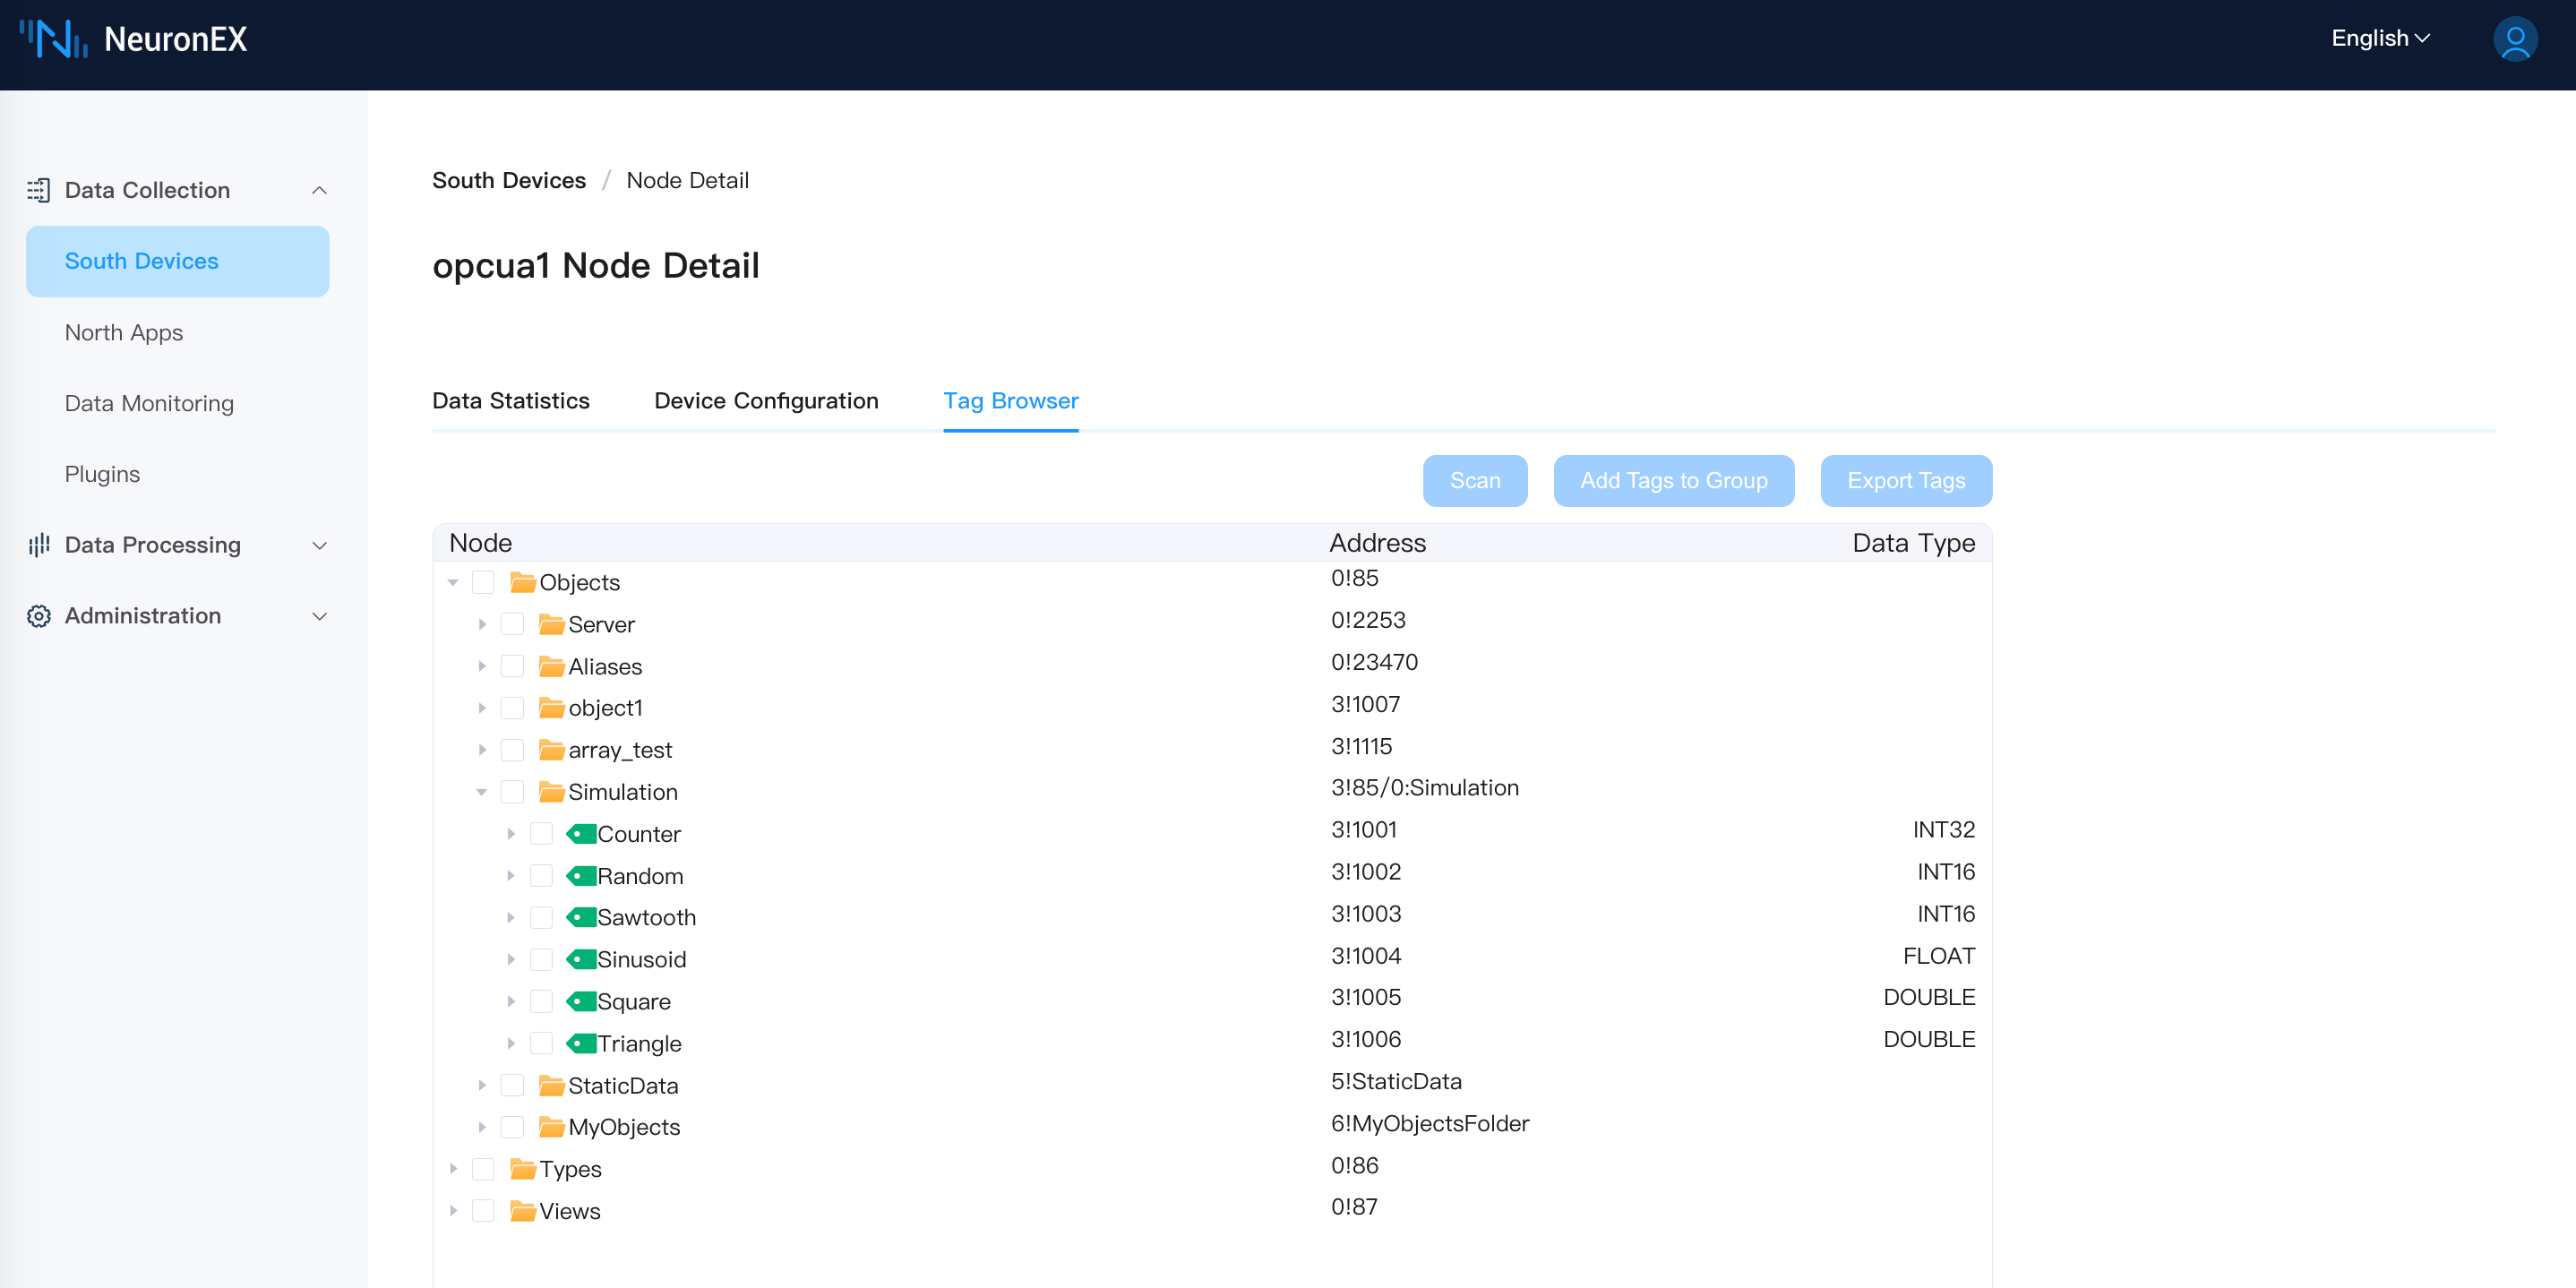 NeuronEX
English
Data Collection
South Devices
North Apps
Data Monitoring
Plugins
Data Processing
Administration
South Devices / Node Detail
opcua1 Node Detail
Data Statistics Device Configuration Tag Browser
Scan Add Tags to Group Export Tags
Node Address Data Type
Objects 0!85
Server 0!2253
Aliases 0!23470
object1 3!1007
array_test 3!1115
Simulation 3!85/0:Simulation
Counter 3!1001 INT32
Random 3!1002 INT16
Sawtooth 3!1003 INT16
Sinusoid 3!1004 FLOAT
Square 3!1005 DOUBLE
Triangle 3!1006 DOUBLE
StaticData 5!StaticData
MyObjects 6!MyObjectsFolder
Types 0!86
Views 0!87